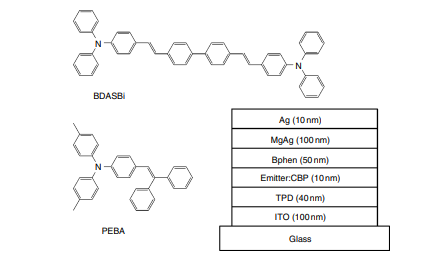 N
N
BDASBi
N
PEBA
Ag (10 nm)
MgAg (100 nm)
Bphen (50 nm)
Emitter:CBP (10 nm)
TPD (40 nm)
ITO (100 nm)
Glass